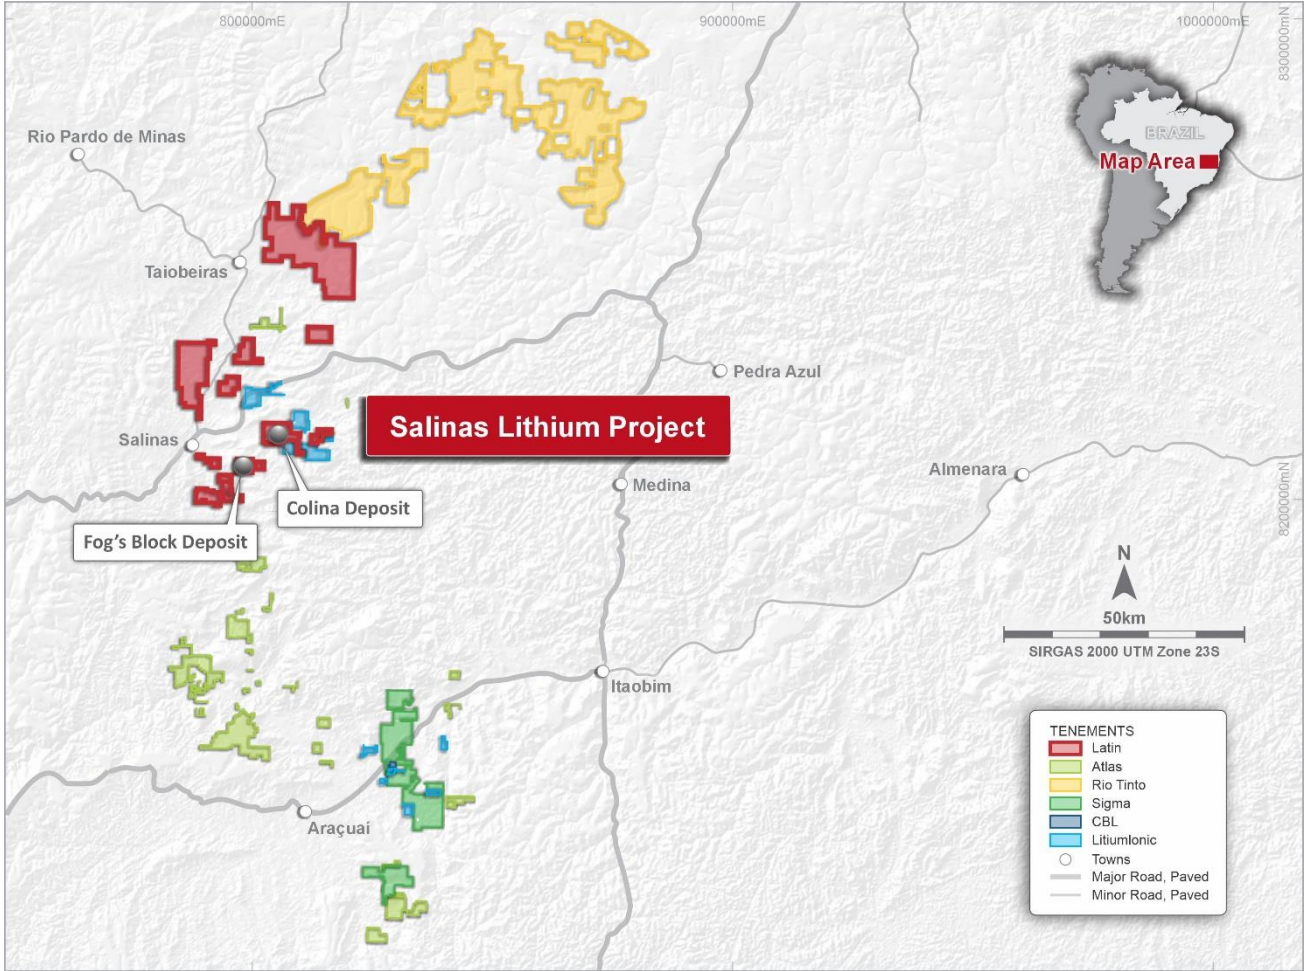 800000mE
900000mE
1000000mE
8300000mN
Rio Pardo de Minas
BRAZIL
Map Area
Taiobeiras
Pedra Azul
Salinas Lithium Project
Salinas
Almenara
Medina
Colina Deposit
8200000mN
Fog's Block Deposit
N
50km
SIRGAS 2000 UTM Zone 23S
Itaobim
TENEMENTS
Latin
Atlas
Rio Tinto
Sigma
CBL
LitiumIonic
Towns
Major Road, Paved
Minor Road, Paved
Araçuaí